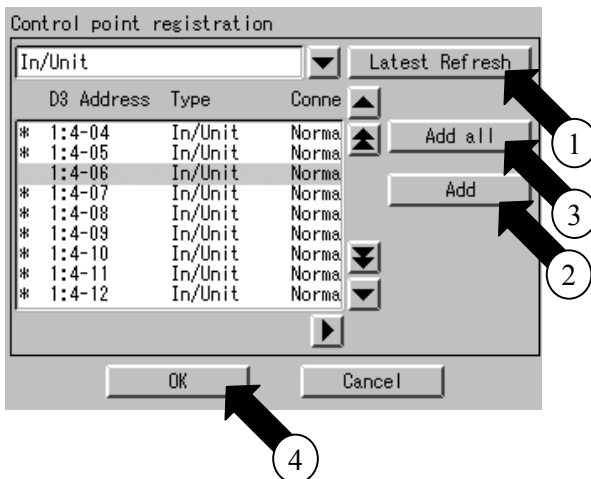 Control point registration
In/Unit Latest Refresh
D3 Address Type Conne
* 1:4-04 In/Unit Norma
* 1:4-05 In/Unit Norma
1:4-06 In/Unit Norma
* 1:4-07 In/Unit Norma
* 1:4-08 In/Unit Norma
* 1:4-09 In/Unit Norma
* 1:4-10 In/Unit Norma
* 1:4-11 In/Unit Norma
* 1:4-12 In/Unit Norma
Add all
Add
OK Cancel
1
3
2
4